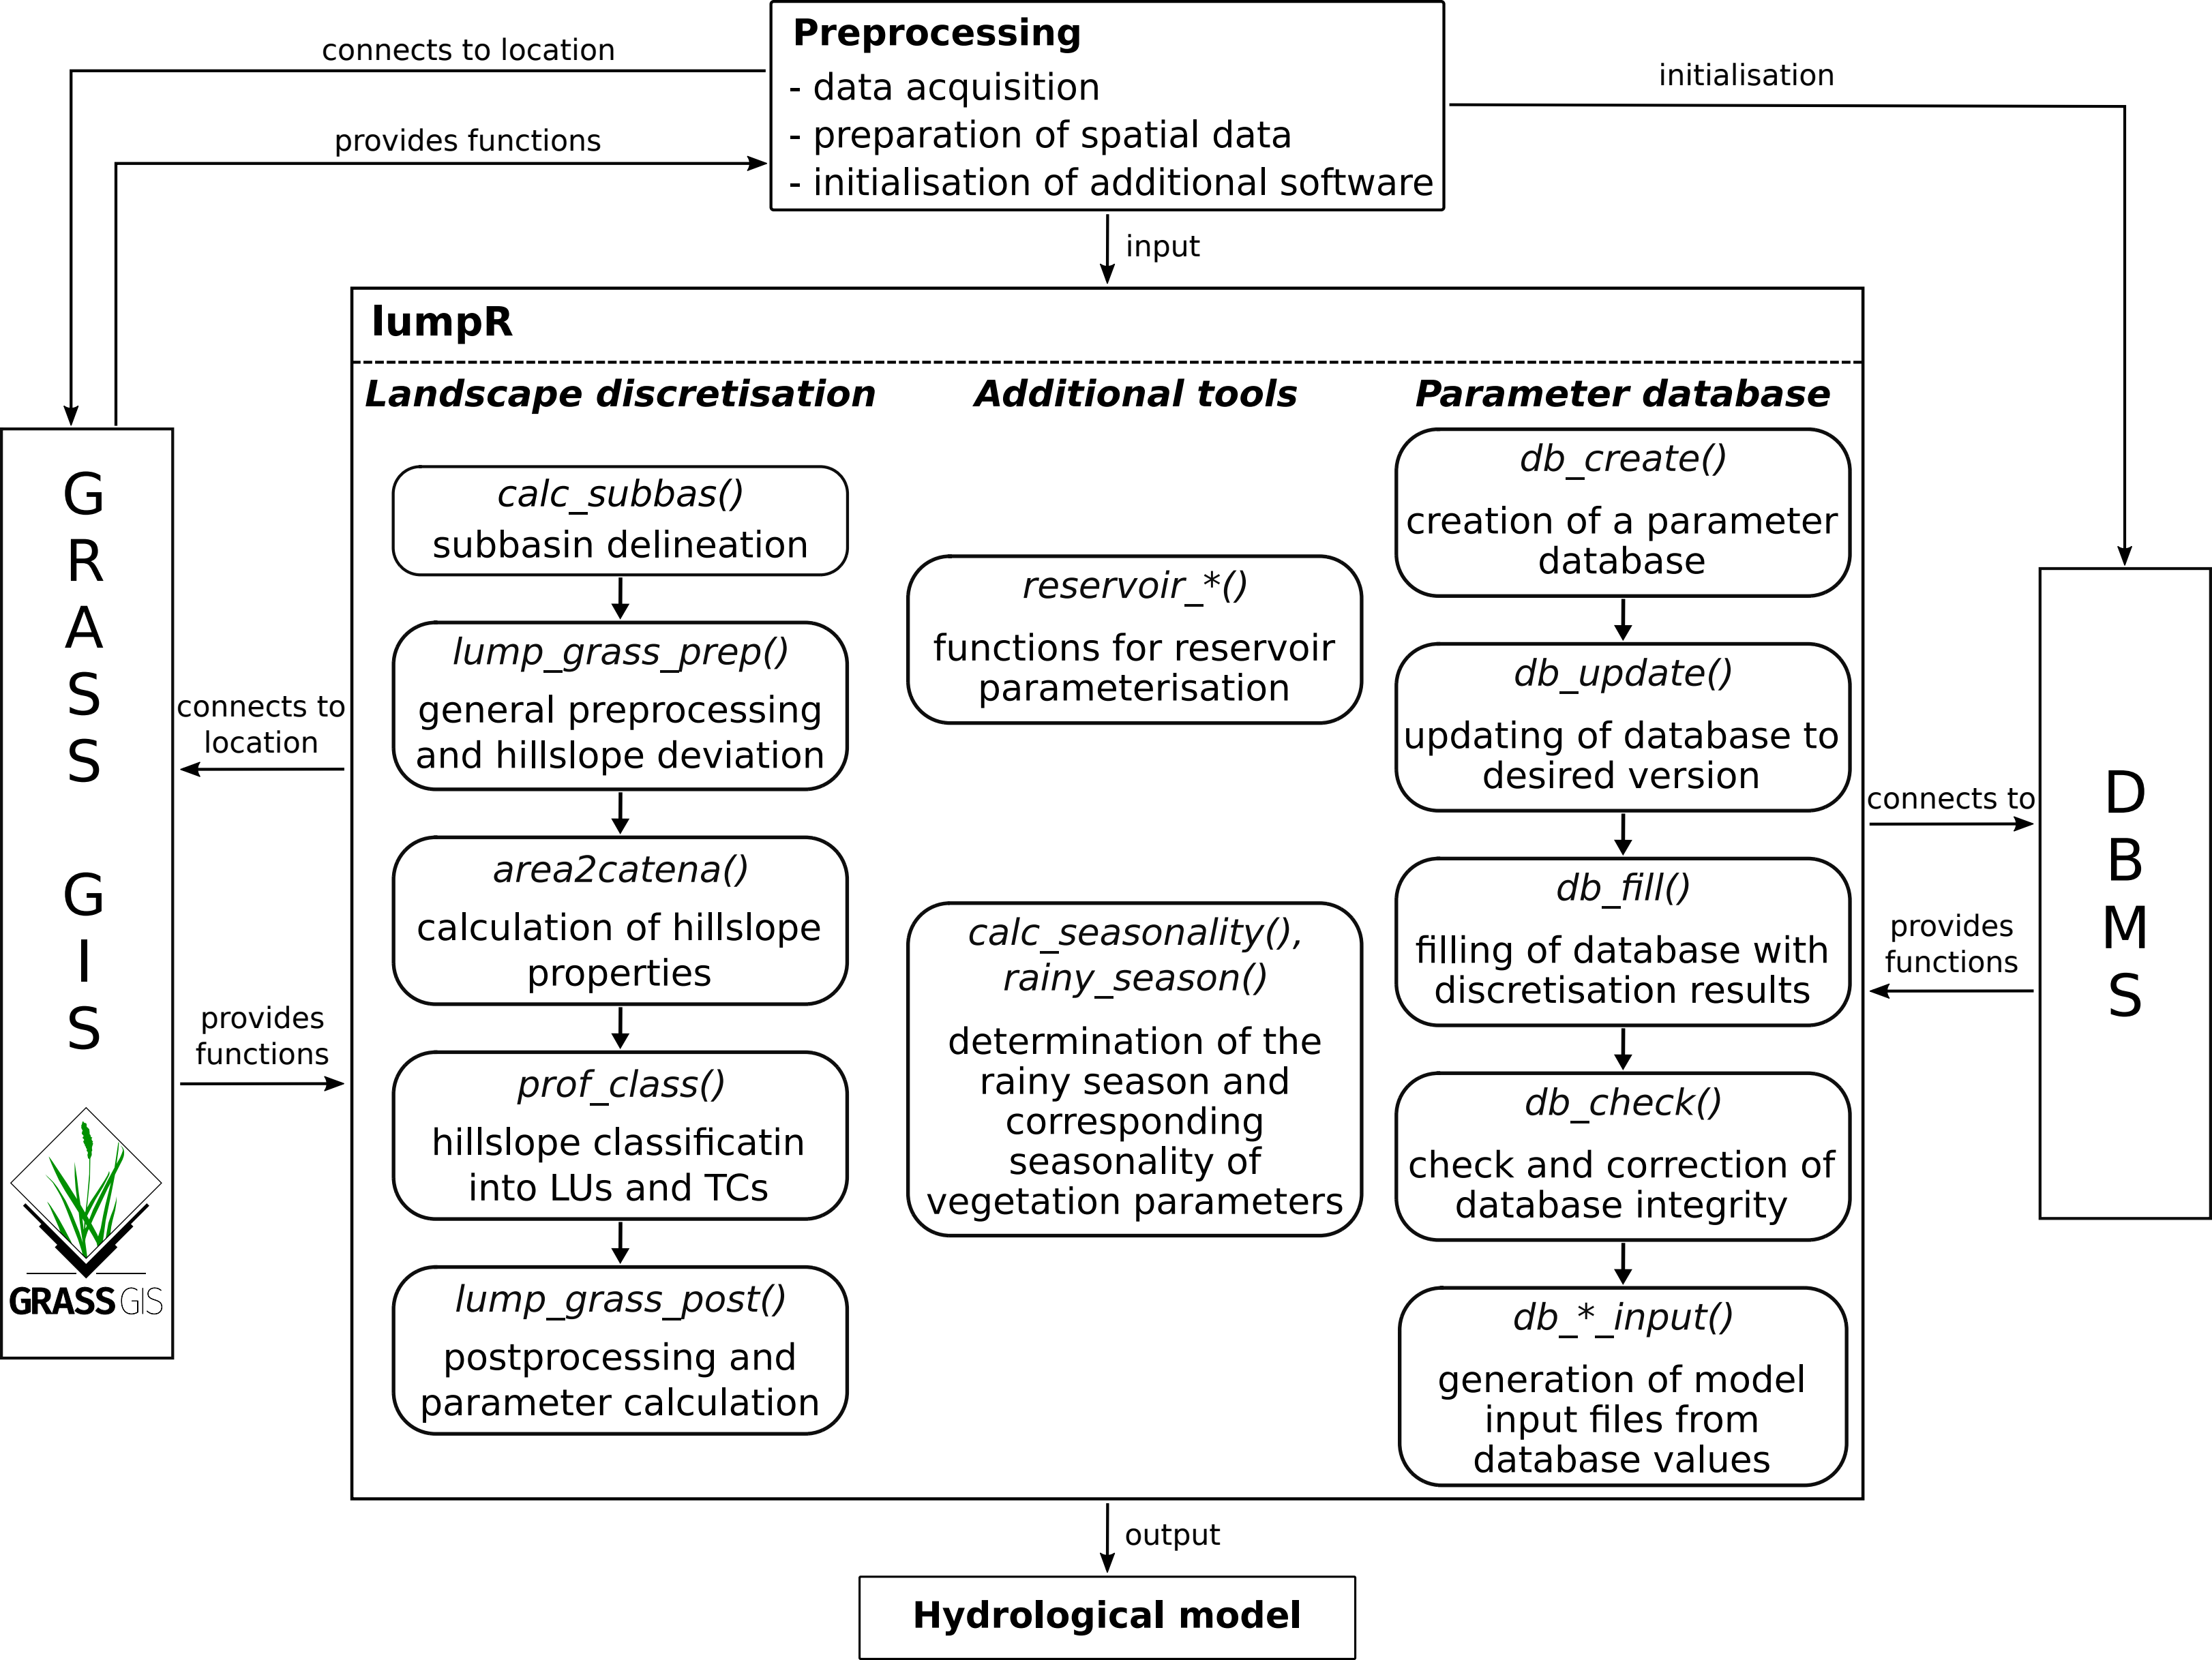 Preprocessing
- data acquisition
- preparation of spatial data
- initialisation of additional software
connects to location
provides functions
initialisation
input
lumpR
Landscape discretisation
calc_subbas()
subbasin delineation
lump_grass_prep()
general preprocessing
and hillslope deviation
area2catena()
calculation of hillslope
properties
prof_class()
hillslope classificatin
into LUs and TCs
lump_grass_post()
postprocessing and
parameter calculation
Additional tools
reservoir_*()
functions for reservoir
parameterisation
calc_seasonality(),
rainy_season()
determination of the
rainy season and
corresponding
seasonality of
vegetation parameters
Parameter database
db_create()
creation of a parameter
database
db_update()
updating of database to
desired version
db_fill()
filling of database with
discretisation results
db_check()
check and correction of
database integrity
db_*_input()
generation of model
input files from
database values
GRASS GIS
GRASS GIS
connects to
location
provides
functions
connects to
provides
functions
DBMS
output
Hydrological model